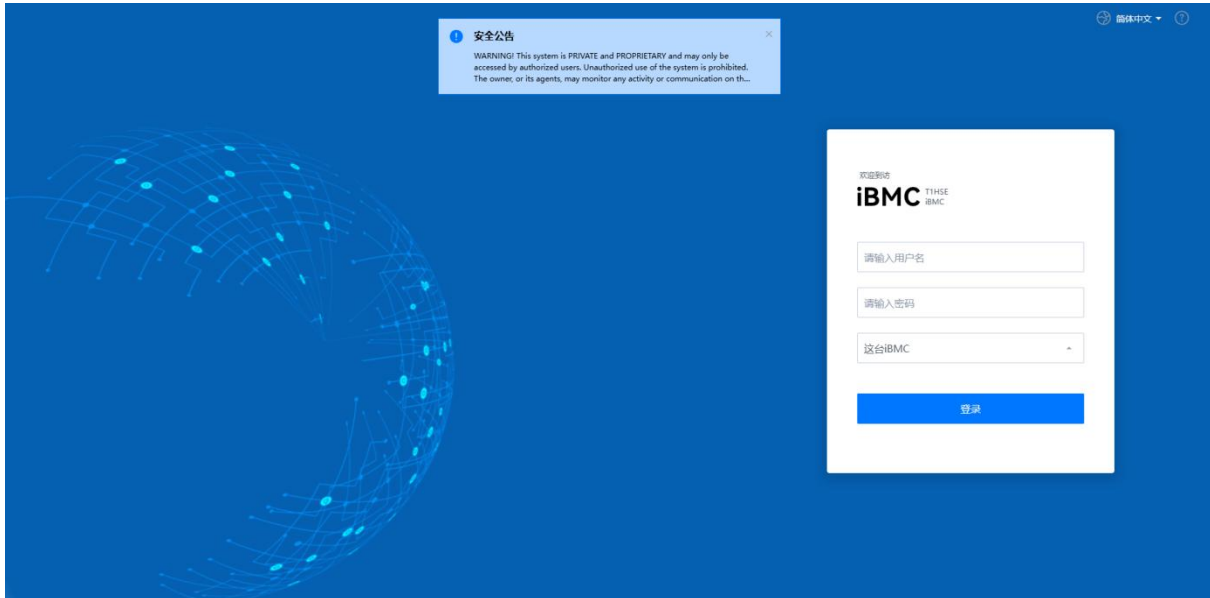 简体中文
安全公告
WARNING! This system is PRIVATE and PROPRIETARY and may only be
accessed by authorized users. Unauthorized use of the system is prohibited.
The owner, or its agents, may monitor any activity or communication on th...
欢迎到访
iBMC T1HSE
iBMC
请输入用户名
请输入密码
这台iBMC
登录